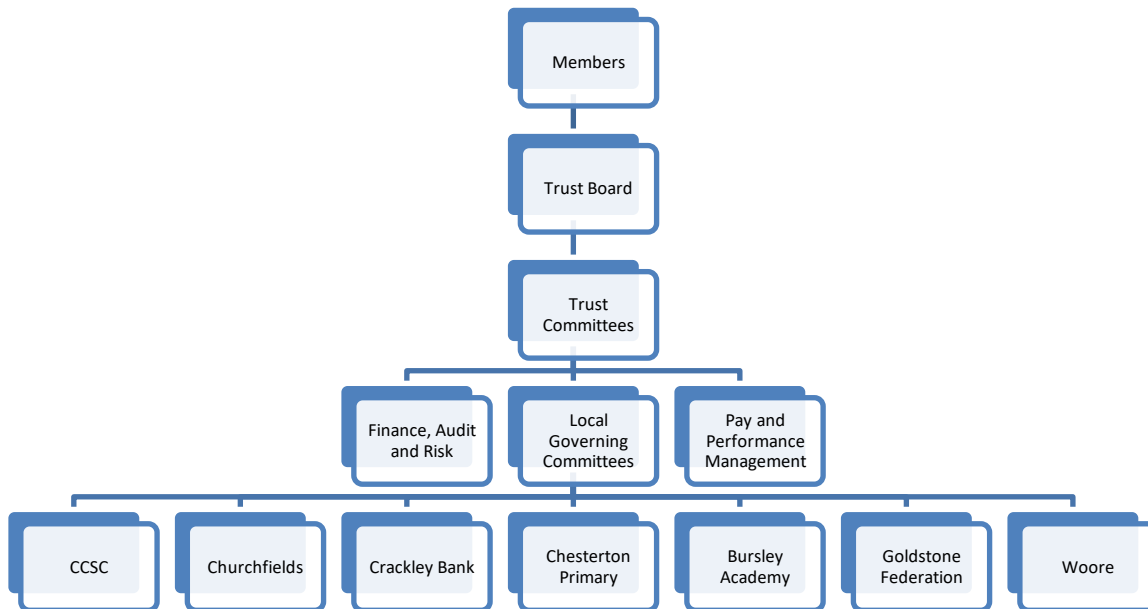 Members
Trust Board
Trust
Committees
Finance, Audit
and Risk
Local
Governing
Committees
Pay and
Performance
Management
CCSC
Churchfields
Crackley Bank
Chesterton
Primary
Bursley
Academy
Goldstone
Federation
Woore